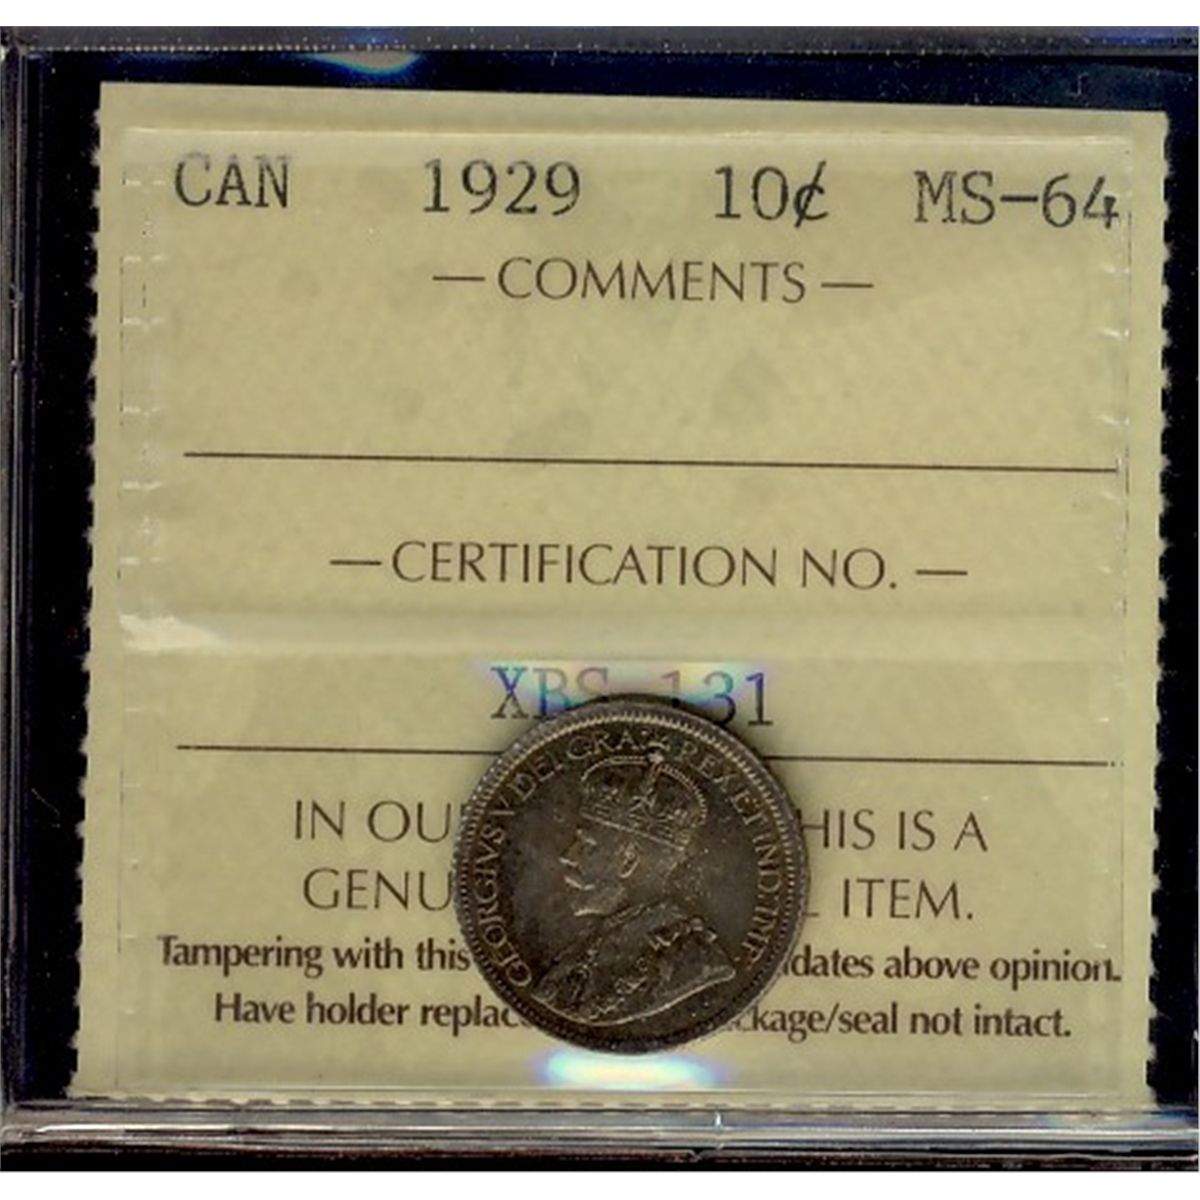 CAN 1929 10¢ MS-64
— COMMENTS —
— CERTIFICATION NO. —
XBS 131
GEORGIVS V DEI GRA: REX ET IND:IMP:
IN OU HIS IS A
GENU ITEM.
Tampering with this idates above opinion.
Have holder replac ckage/seal not intact.